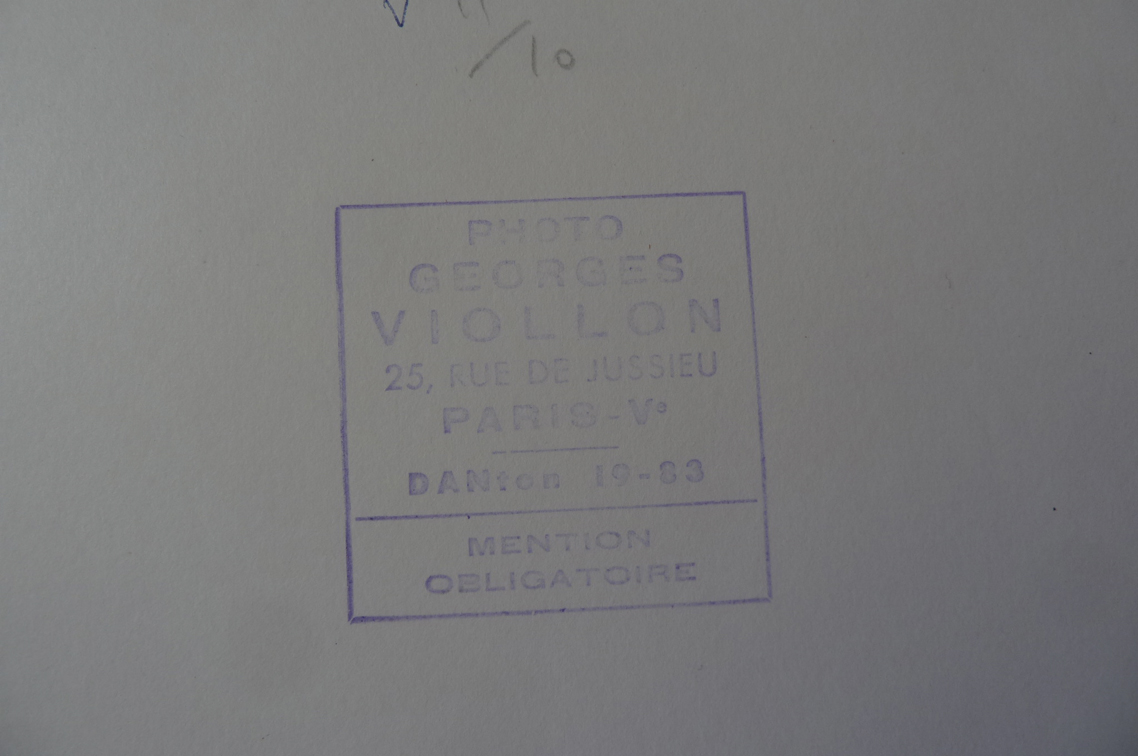 /10
PHOTO
GEORGES
VIOLLON
25, RUE DE JUSSIEU
PARIS-Vᵉ
DANton 19-83
MENTION
OBLIGATOIRE